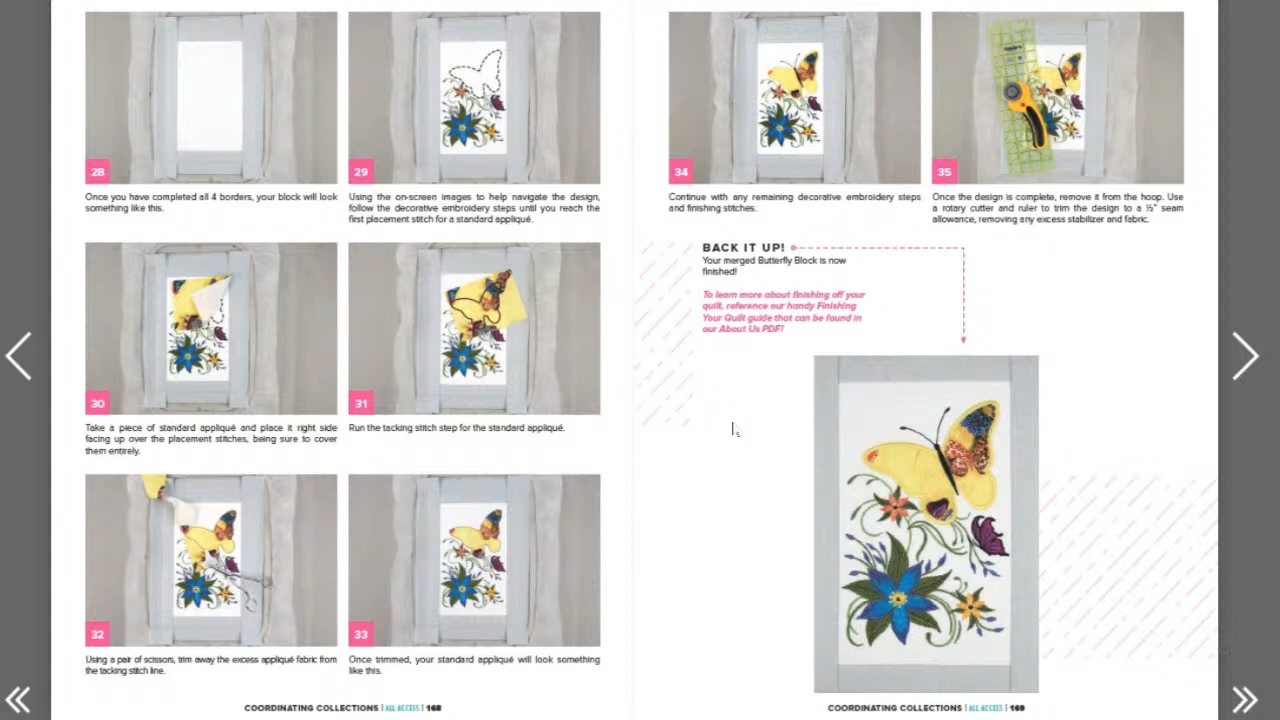 28
29
Once you have completed all 4 borders, your block will look
something like this.
Using the on-screen images to help navigate the design,
follow the decorative embroidery steps until you reach the
first placement stitch for a standard appliqué.
30
31
Take a piece of standard appliqué and place it right side
facing up over the placement stitches, being sure to cover
them entirely.
Run the tacking stitch step for the standard appliqué.
32
33
Using a pair of scissors, trim away the excess appliqué fabric from
the tacking stitch line.
Once trimmed, your standard appliqué will look something
like this.
COORDINATING COLLECTIONS | ALL ACCESS | 168
34
35
Continue with any remaining decorative embroidery steps
and finishing stitches.
Once the design is complete, remove it from the hoop. Use
a rotary cutter and ruler to trim the design to a ½" seam
allowance, removing any excess stabilizer and fabric.
BACK IT UP!
Your merged Butterfly Block is now
finished!
To learn more about finishing off your
quilt, reference our handy Finishing
Your Quilt guide that can be found in
our About Us PDF!
COORDINATING COLLECTIONS | ALL ACCESS | 169